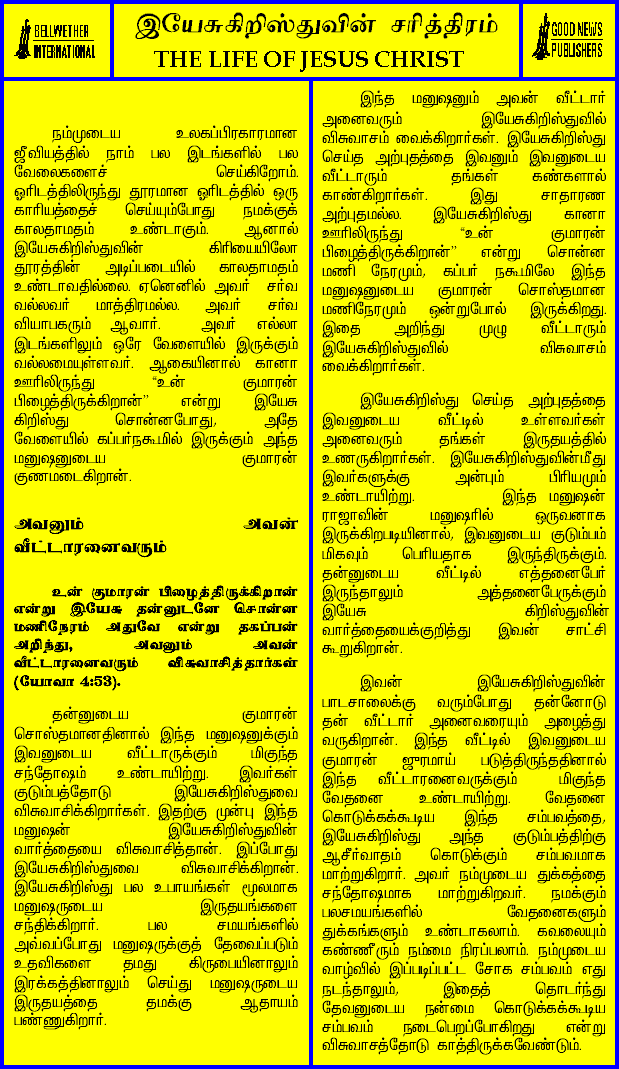 BELLWETHER
INTERNATIONAL
இயேசுகிறிஸ்துவின் சரித்திரம்
THE LIFE OF JESUS CHRIST
GOOD NEWS
PUBLISHERS
நம்முடைய உலகப்பிரகாரமான
ஜீவியத்தில் நாம் பல இடங்களில் பல
வேலைகளைச் செய்கிறோம்.
ஓரிடத்திலிருந்து தூரமான ஓரிடத்தில் ஒரு
காரியத்தைச் செய்யும்போது நமக்குக்
காலதாமதம் உண்டாகும். ஆனால்
இயேசுகிறிஸ்துவின் கிரியையிலோ
தூரத்தின் அடிப்படையில் காலதாமதம்
உண்டாவதில்லை. ஏனெனில் அவர் சர்வ
வல்லவர் மாத்திரமல்ல. அவர் சர்வ
வியாபகரும் ஆவார். அவர் எல்லா
இடங்களிலும் ஒரே வேளையில் இருக்கும்
வல்லமையுள்ளவர். ஆகையினால் கானா
ஊரிலிருந்து “உன் குமாரன்
பிழைத்திருக்கிறான்” என்று இயேசு
கிறிஸ்து சொன்னபோது, அதே
வேளையில் கப்பர்நகூமில் இருக்கும் அந்த
மனுஷனுடைய குமாரன்
குணமடைகிறான்.
அவனும் அவன்
வீட்டாரனைவரும்
உன் குமாரன் பிழைத்திருக்கிறான்
என்று இயேசு தன்னுடனே சொன்ன
மணிநேரம் அதுவே என்று தகப்பன்
அறிந்து, அவனும் அவன்
வீட்டாரனைவரும் விசுவாசித்தார்கள்
(யோவா 4:53).
தன்னுடைய குமாரன்
சொஸ்தமானதினால் இந்த மனுஷனுக்கும்
இவனுடைய வீட்டாருக்கும் மிகுந்த
சந்தோஷம் உண்டாயிற்று. இவர்கள்
குடும்பத்தோடு இயேசுகிறிஸ்துவை
விசுவாசிக்கிறார்கள். இதற்கு முன்பு இந்த
மனுஷன் இயேசுகிறிஸ்துவின்
வார்த்தையை விசுவாசித்தான். இப்போது
இயேசுகிறிஸ்துவை விசுவாசிக்கிறான்.
இயேசுகிறிஸ்து பல உபாயங்கள் மூலமாக
மனுஷருடைய இருதயங்களை
சந்திக்கிறார். பல சமயங்களில்
அவ்வப்போது மனுஷருக்குத் தேவைப்படும்
உதவிகளை தமது கிருபையினாலும்
இரக்கத்தினாலும் செய்து மனுஷருடைய
இருதயத்தை தமக்கு ஆதாயம்
பண்ணுகிறார்.
இந்த மனுஷனும் அவன் வீட்டார்
அனைவரும் இயேசுகிறிஸ்துவில்
விசுவாசம் வைக்கிறார்கள். இயேசுகிறிஸ்து
செய்த அற்புதத்தை இவனும் இவனுடைய
வீட்டாரும் தங்கள் கண்களால்
காண்கிறார்கள். இது சாதாரண
அற்புதமல்ல. இயேசுகிறிஸ்து கானா
ஊரிலிருந்து “உன் குமாரன்
பிழைத்திருக்கிறான்” என்று சொன்ன
மணி நேரமும், கப்பர் நகூமிலே இந்த
மனுஷனுடைய குமாரன் சொஸ்தமான
மணிநேரமும் ஒன்றுபோல் இருக்கிறது.
இதை அறிந்து முழு வீட்டாரும்
இயேசுகிறிஸ்துவில் விசுவாசம்
வைக்கிறார்கள்.
இயேசுகிறிஸ்து செய்த அற்புதத்தை
இவனுடைய வீட்டில் உள்ளவர்கள்
அனைவரும் தங்கள் இருதயத்தில்
உணருகிறார்கள். இயேசுகிறிஸ்துவின்மீது
இவர்களுக்கு அன்பும் பிரியமும்
உண்டாயிற்று. இந்த மனுஷன்
ராஜாவின் மனுஷரில் ஒருவனாக
இருக்கிறபடியினால், இவனுடைய குடும்பம்
மிகவும் பெரியதாக இருந்திருக்கும்.
தன்னுடைய வீட்டில் எத்தனைபேர்
இருந்தாலும் அத்தனைபேருக்கும்
இயேசு கிறிஸ்துவின்
வார்த்தையைக்குறித்து இவன் சாட்சி
கூறுகிறான்.
இவன் இயேசுகிறிஸ்துவின்
பாடசாலைக்கு வரும்போது தன்னோடு
தன் வீட்டார் அனைவரையும் அழைத்து
வருகிறான். இந்த வீட்டில் இவனுடைய
குமாரன் ஜுரமாய் படுத்திருந்ததினால்
இந்த வீட்டாரனைவருக்கும் மிகுந்த
வேதனை உண்டாயிற்று. வேதனை
கொடுக்கக்கூடிய இந்த சம்பவத்தை,
இயேசுகிறிஸ்து அந்த குடும்பத்திற்கு
ஆசீர்வாதம் கொடுக்கும் சம்பவமாக
மாற்றுகிறார். அவர் நம்முடைய துக்கத்தை
சந்தோஷமாக மாற்றுகிறவர். நமக்கும்
பலசமயங்களில் வேதனைகளும்
துக்கங்களும் உண்டாகலாம். கவலையும்
கண்ணீரும் நம்மை நிரப்பலாம். நம்முடைய
வாழ்வில் இப்படிப்பட்ட சோக சம்பவம் எது
நடந்தாலும், இதைத் தொடர்ந்து
தேவனுடைய நன்மை கொடுக்கக்கூடிய
சம்பவம் நடைபெறப்போகிறது என்று
விசுவாசத்தோடு காத்திருக்கவேண்டும்.